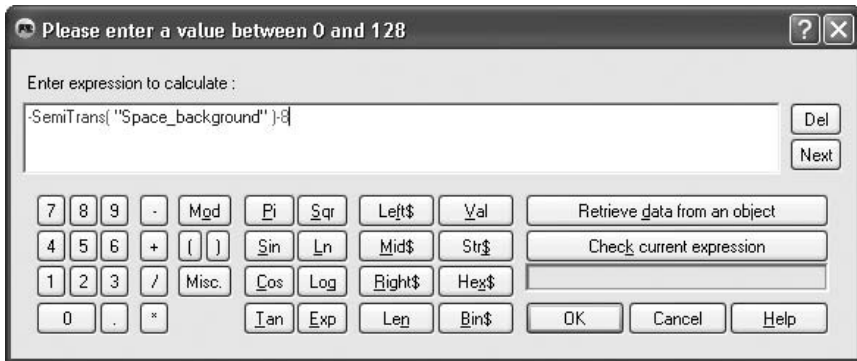 Please enter a value between 0 and 128
Enter expression to calculate :
-SemiTrans( "Space_background" )-8
Del
Next
7 8 9 - Mod Pi Sqr Left$ Val Retrieve data from an object
4 5 6 + ( ) Sin Ln Mid$ Str$ Check current expression
1 2 3 / Misc. Cos Log Right$ Hex$
0 . * Tan Exp Len Bin$ OK Cancel Help